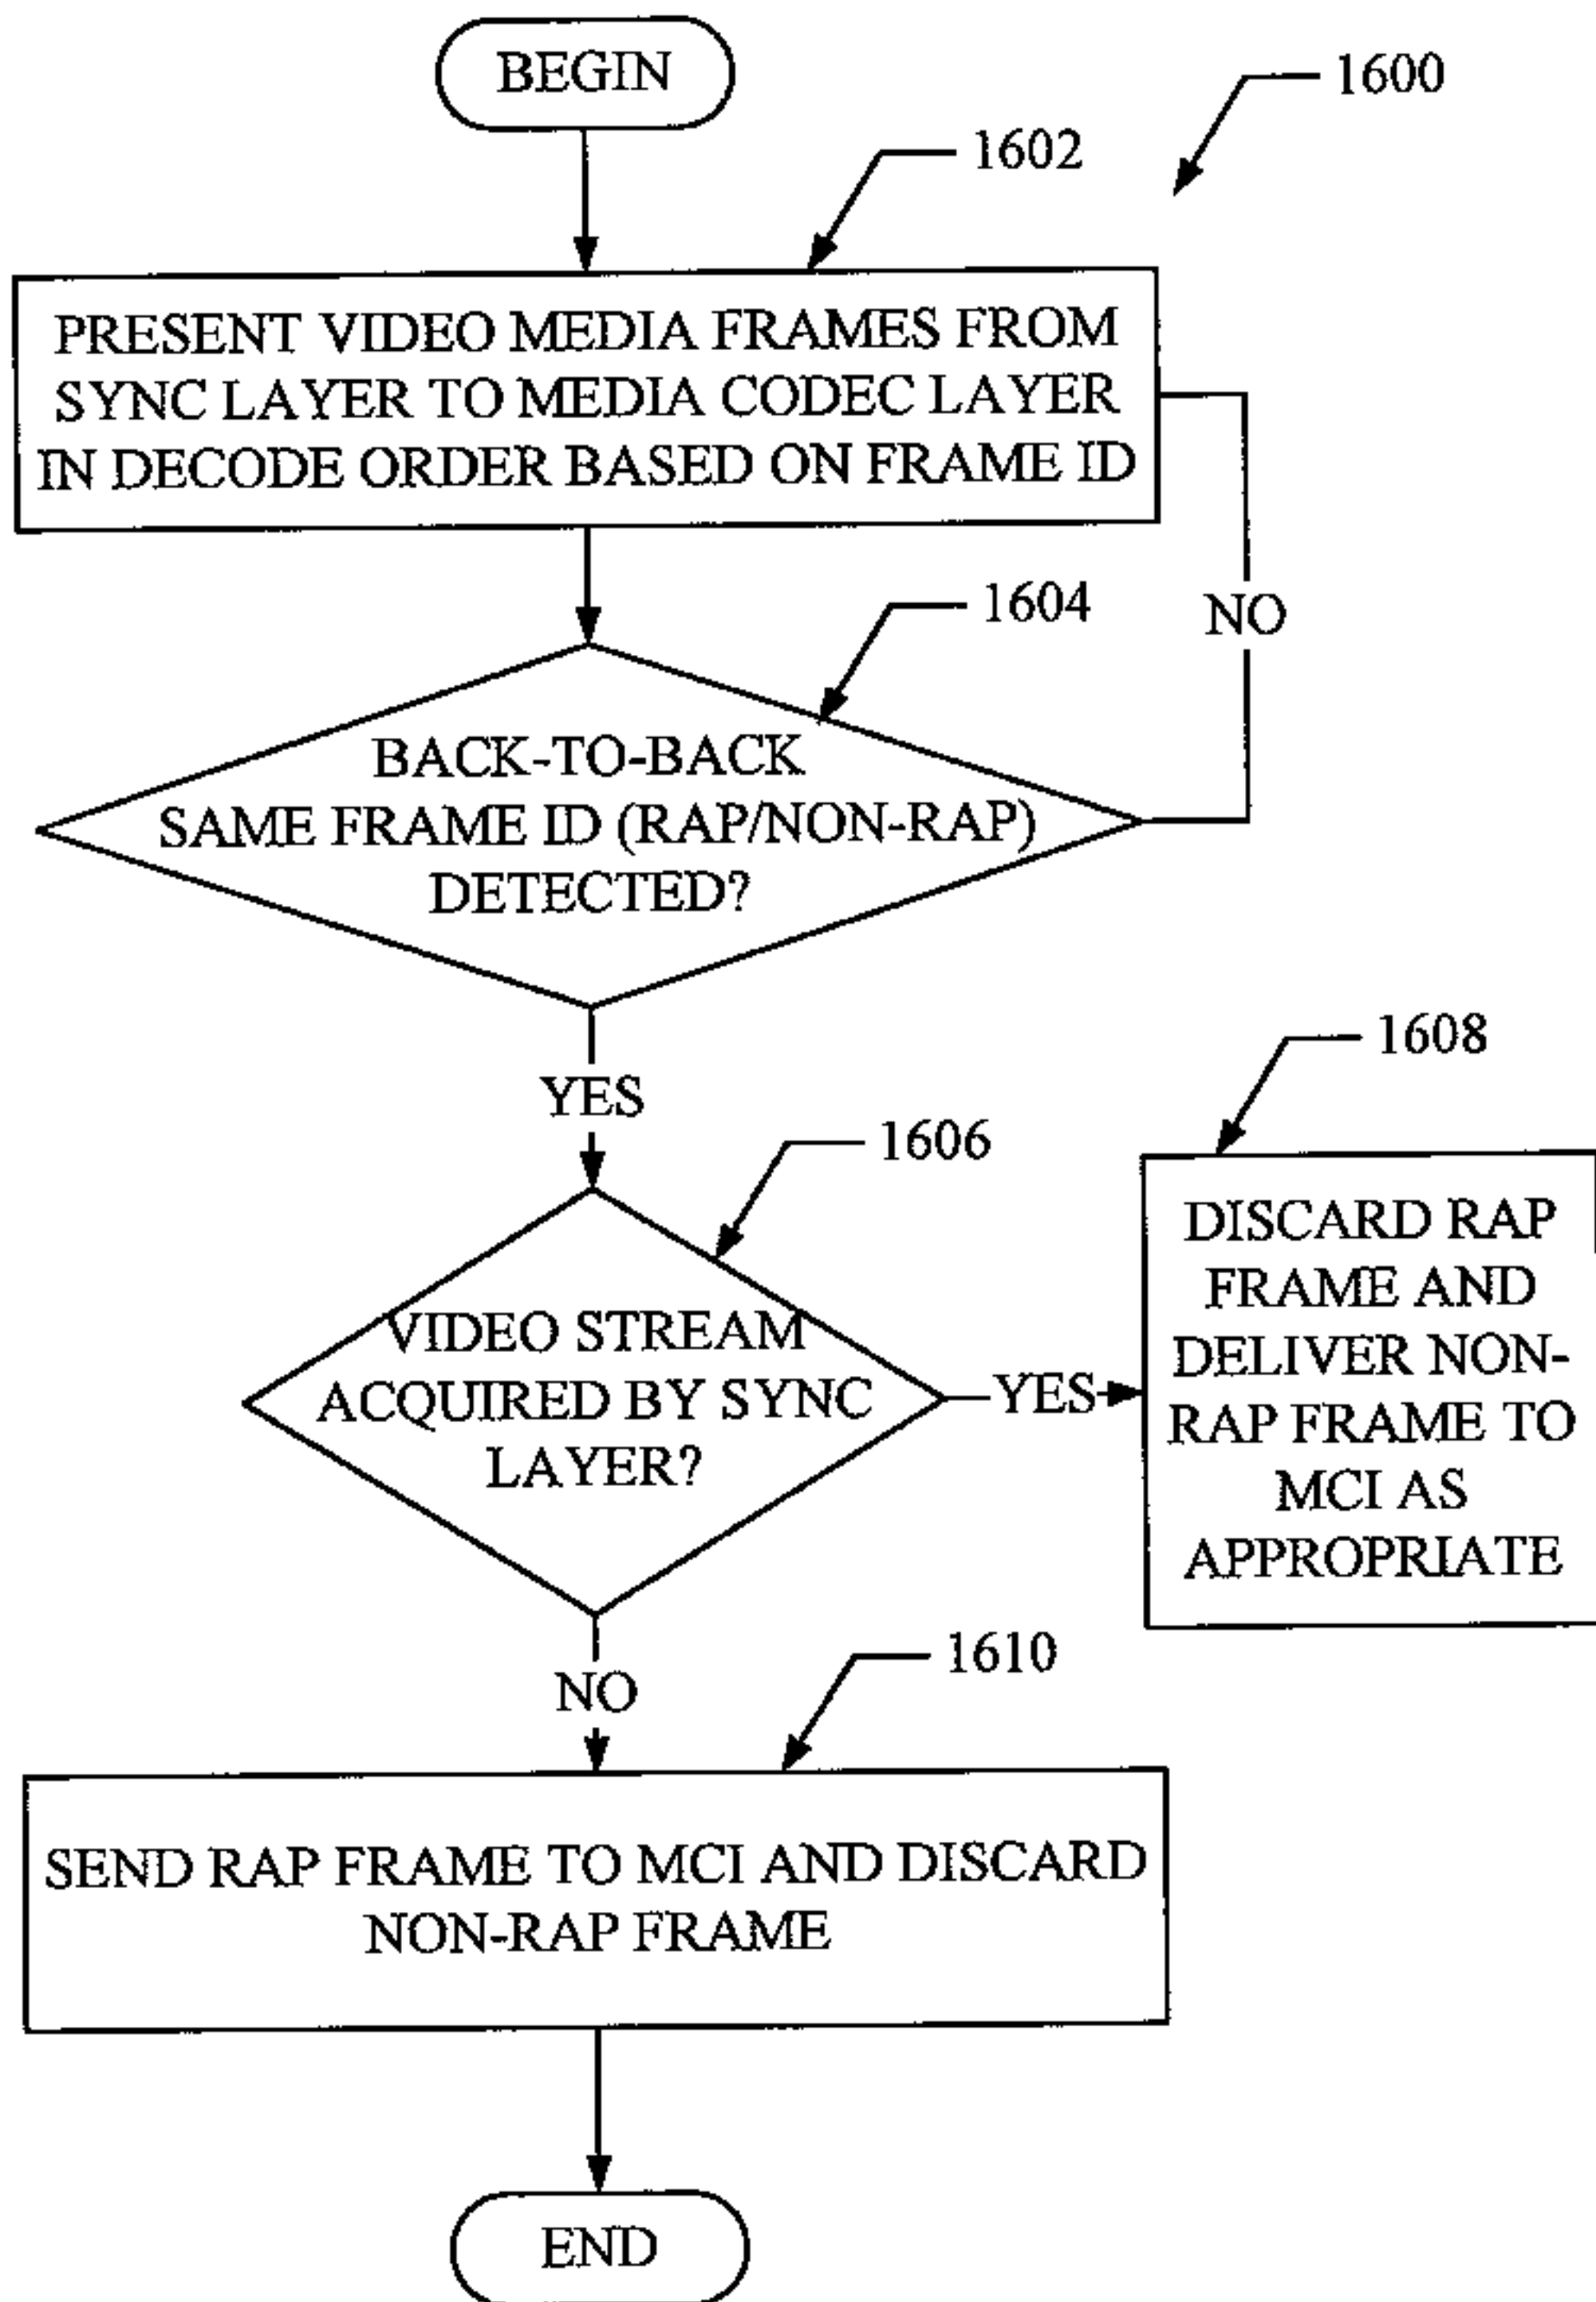 BEGIN
1600
1602
PRESENT VIDEO MEDIA FRAMES FROM
SYNC LAYER TO MEDIA CODEC LAYER
IN DECODE ORDER BASED ON FRAME ID
1604
NO
BACK-TO-BACK
SAME FRAME ID (RAP/NON-RAP)
DETECTED?
YES
1606
VIDEO STREAM
ACQUIRED BY SYNC
LAYER?
YES
1608
DISCARD RAP
FRAME AND
DELIVER NON-
RAP FRAME TO
MCI AS
APPROPRIATE
NO
1610
SEND RAP FRAME TO MCI AND DISCARD
NON-RAP FRAME
END